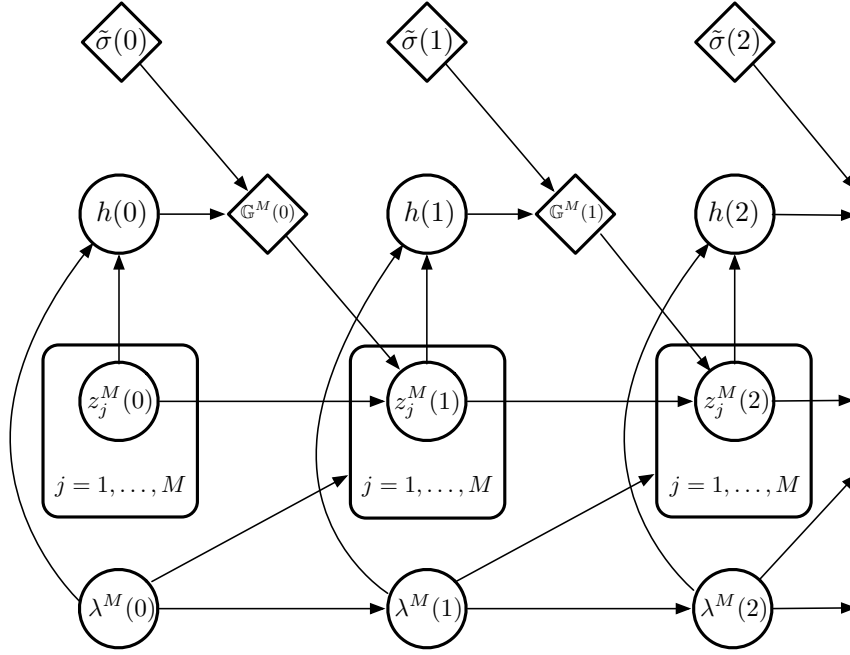 σ̃(0) σ̃(1) σ̃(2)
h(0) 𝔾^M(0) h(1) 𝔾^M(1) h(2)
z_j^M(0) z_j^M(1) z_j^M(2)
j = 1, . . . , M j = 1, . . . , M j = 1, . . . , M
λ^M(0) λ^M(1) λ^M(2)